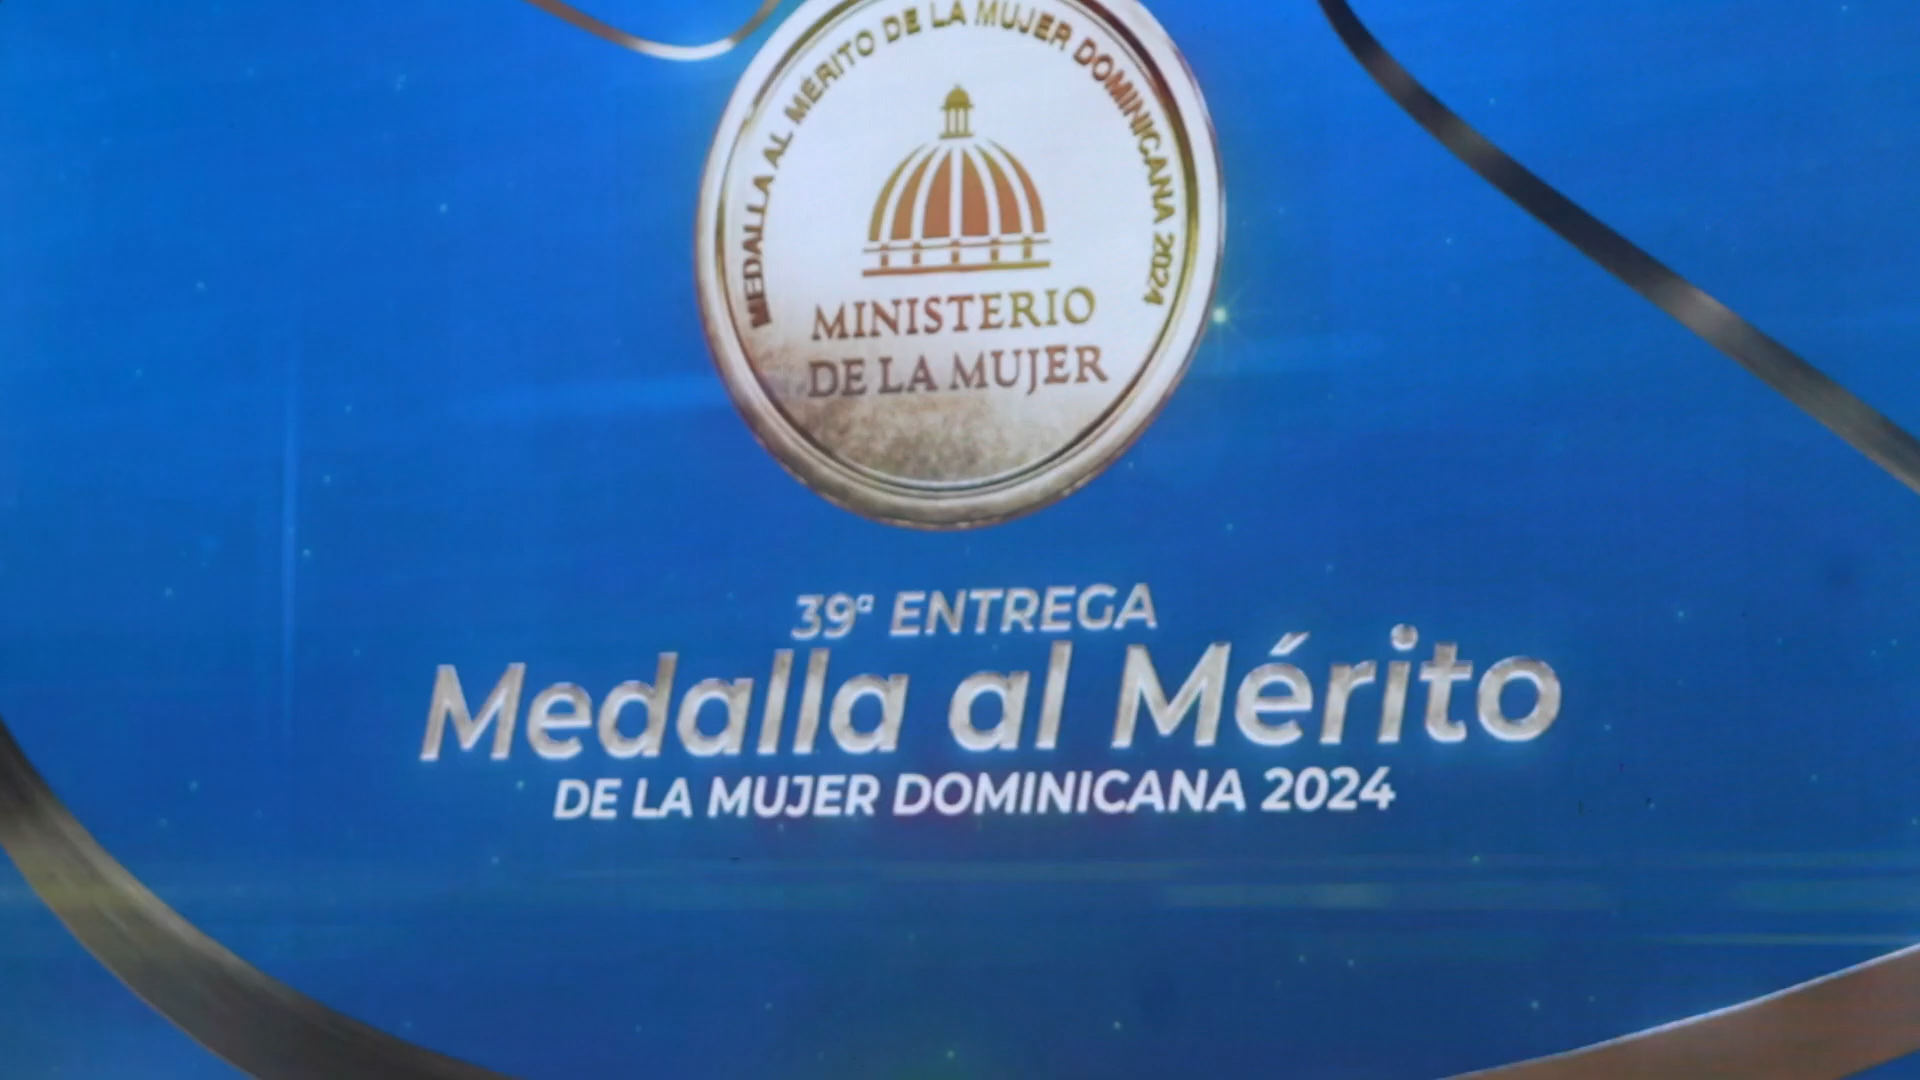 MEDALLA AL MÉRITO DE LA MUJER DOMINICANA 2024
MINISTERIO
DE LA MUJER
39ª ENTREGA
Medalla al Mérito
DE LA MUJER DOMINICANA 2024